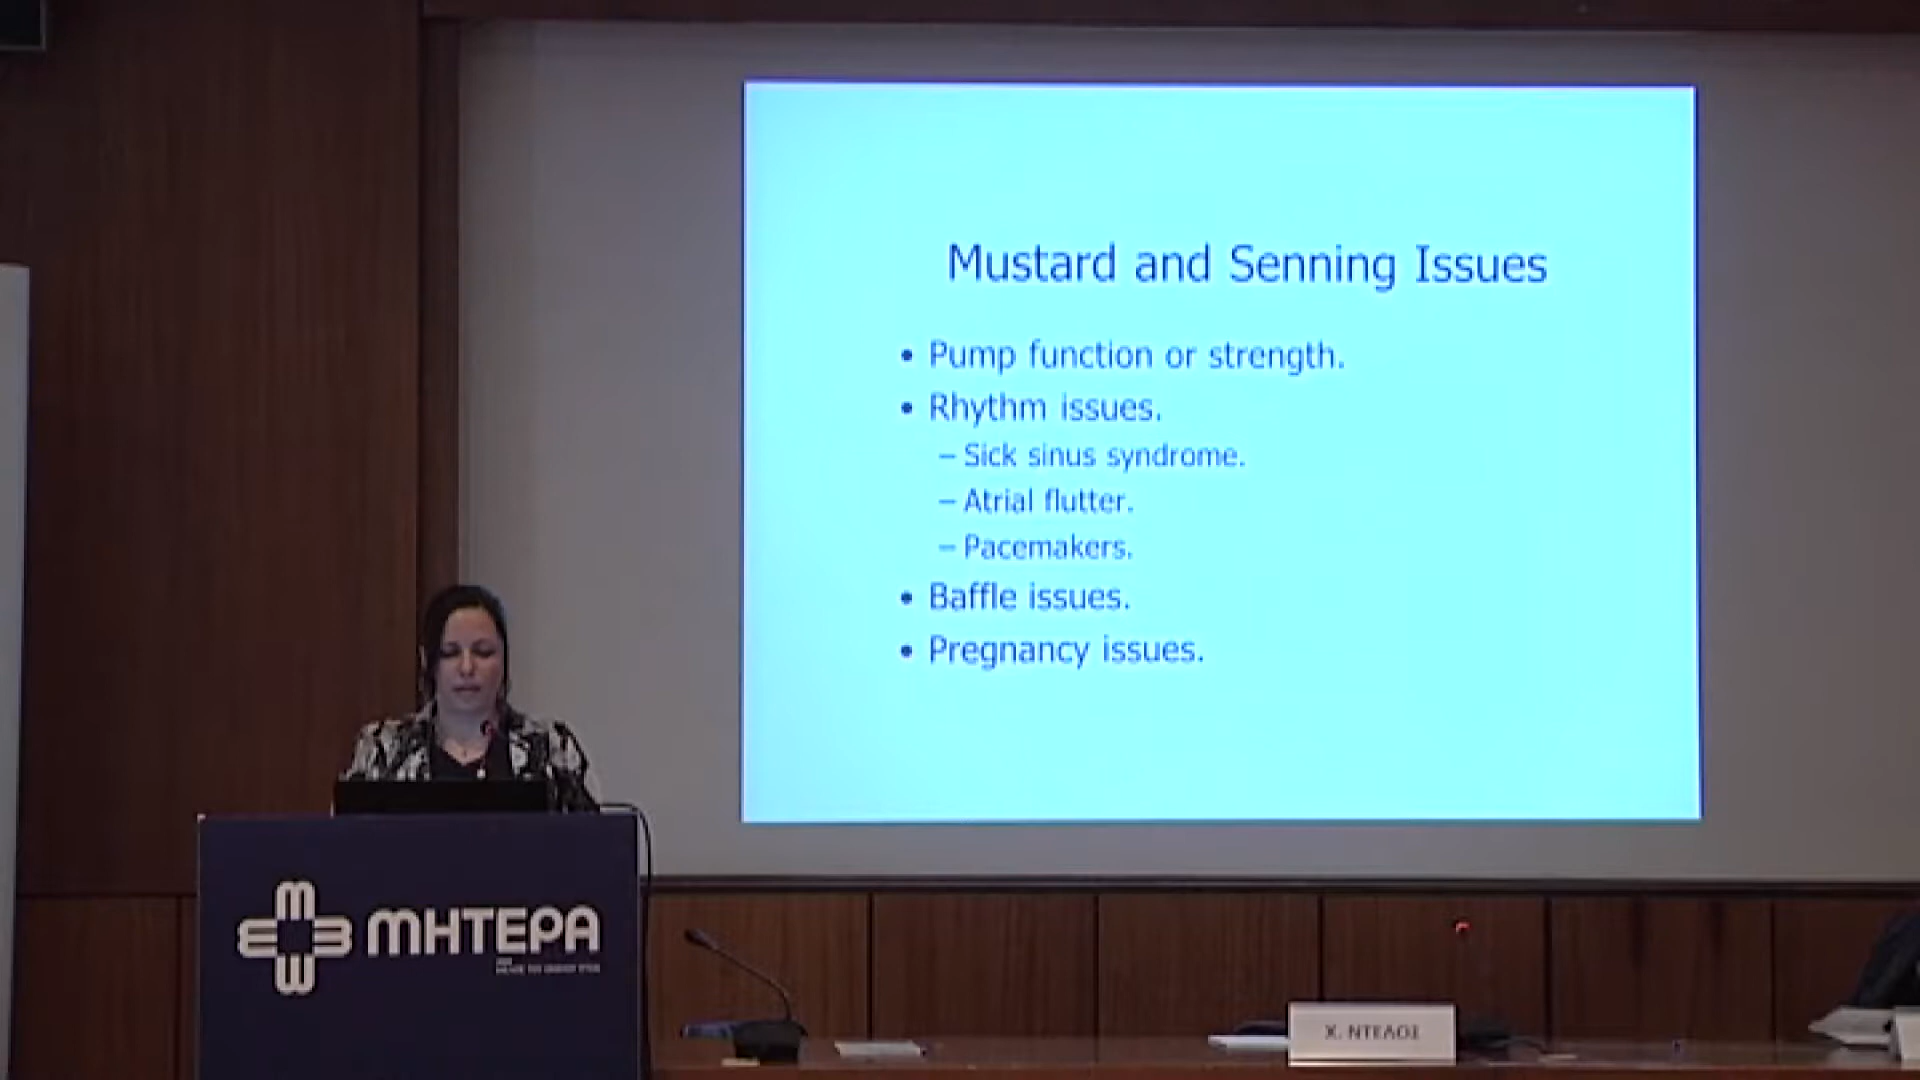 Mustard and Senning Issues
• Pump function or strength.
• Rhythm issues.
– Sick sinus syndrome.
– Atrial flutter.
– Pacemakers.
• Baffle issues.
• Pregnancy issues.
ΜΗΤΕΡΑ
Χ. ΝΤΕΛΟΣ